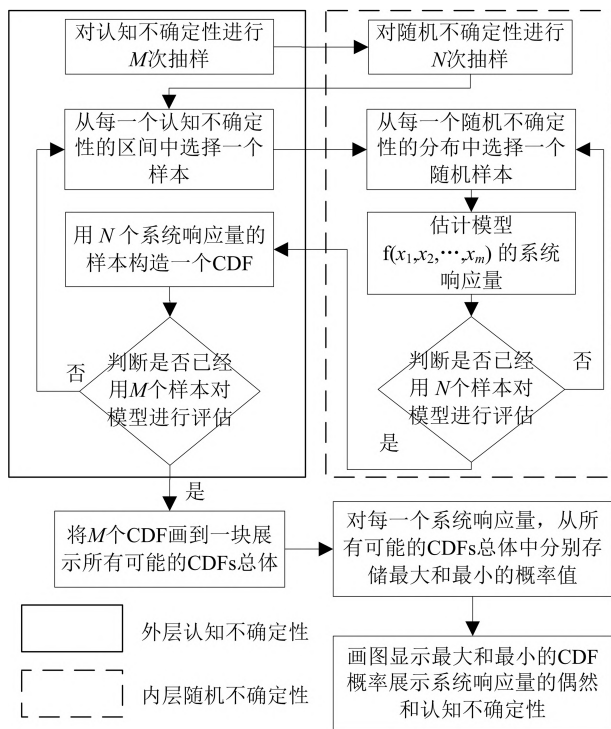 对认知不确定性进行
M次抽样
对随机不确定性进行
N次抽样
从每一个认知不确定
性的区间中选择一个
样本
从每一个随机不确定
性的分布中选择一个
随机样本
用 N 个系统响应量的
样本构造一个CDF
估计模型
f(x₁,x₂,⋯,xₘ) 的系统
响应量
否
判断是否已经
用M个样本对
模型进行评估
判断是否已经
用 N个样本对
模型进行评估
否
是
是
将M个CDF画到一块展
示所有可能的CDFs总体
对每一个系统响应量，从所
有可能的CDFs总体中分别存
储最大和最小的概率值
外层认知不确定性
内层随机不确定性
画图显示最大和最小的CDF
概率展示系统响应量的偶然
和认知不确定性